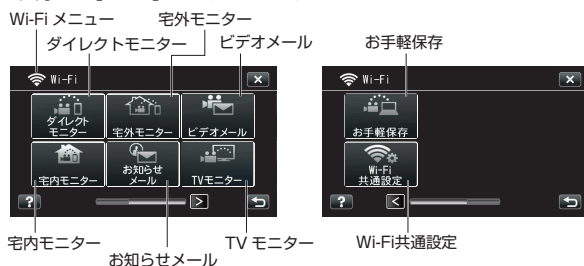 Wi-Fi メニュー
宅外モニター
ダイレクトモニター
ビデオメール
お手軽保存
Wi-Fi
×
ダイレクト
モニター
宅外モニター
ビデオメール
宅内モニター
お知らせ
メール
TVモニター
?
>
Wi-Fi
×
お手軽保存
Wi-Fi
共通設定
?
<
宅内モニター
お知らせメール
TV モニター
Wi-Fi共通設定